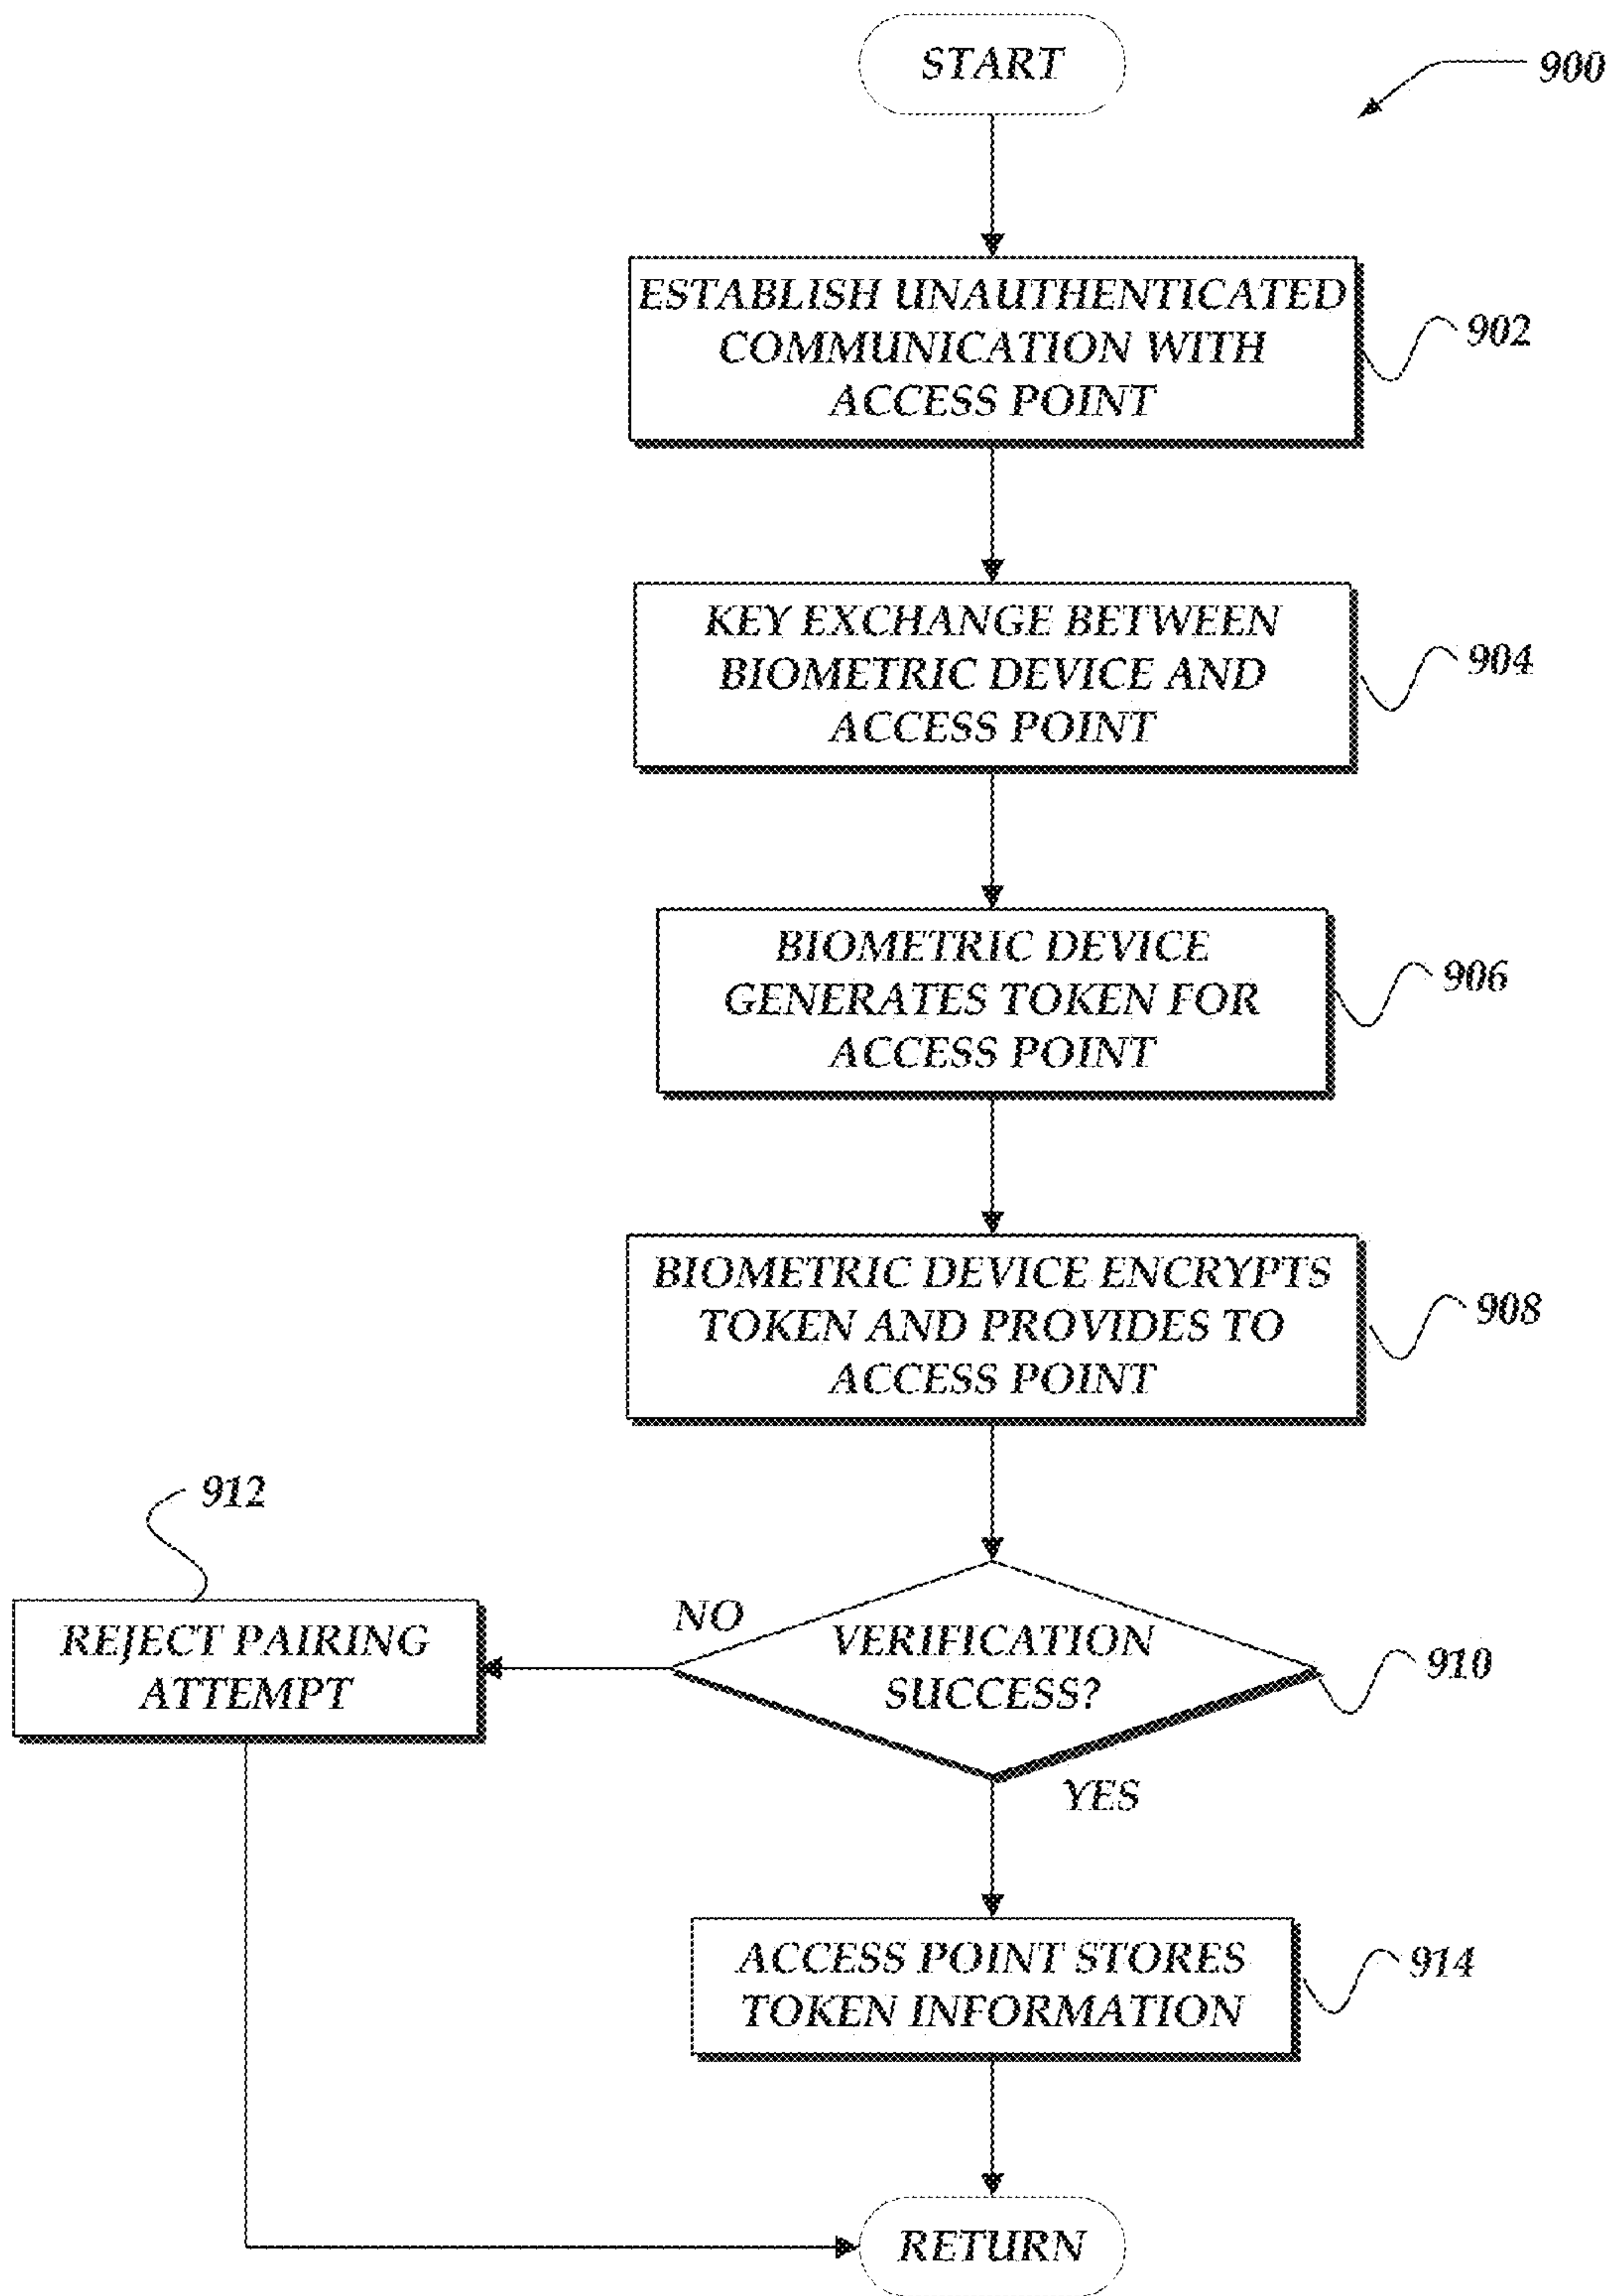 START
900
ESTABLISH UNAUTHENTICATED
COMMUNICATION WITH
ACCESS POINT
902
KEY EXCHANGE BETWEEN
BIOMETRIC DEVICE AND
ACCESS POINT
904
BIOMETRIC DEVICE
GENERATES TOKEN FOR
ACCESS POINT
906
BIOMETRIC DEVICE ENCRYPTS
TOKEN AND PROVIDES TO
ACCESS POINT
908
912
REJECT PAIRING
ATTEMPT
NO
VERIFICATION
SUCCESS?
910
YES
ACCESS POINT STORES
TOKEN INFORMATION
914
RETURN